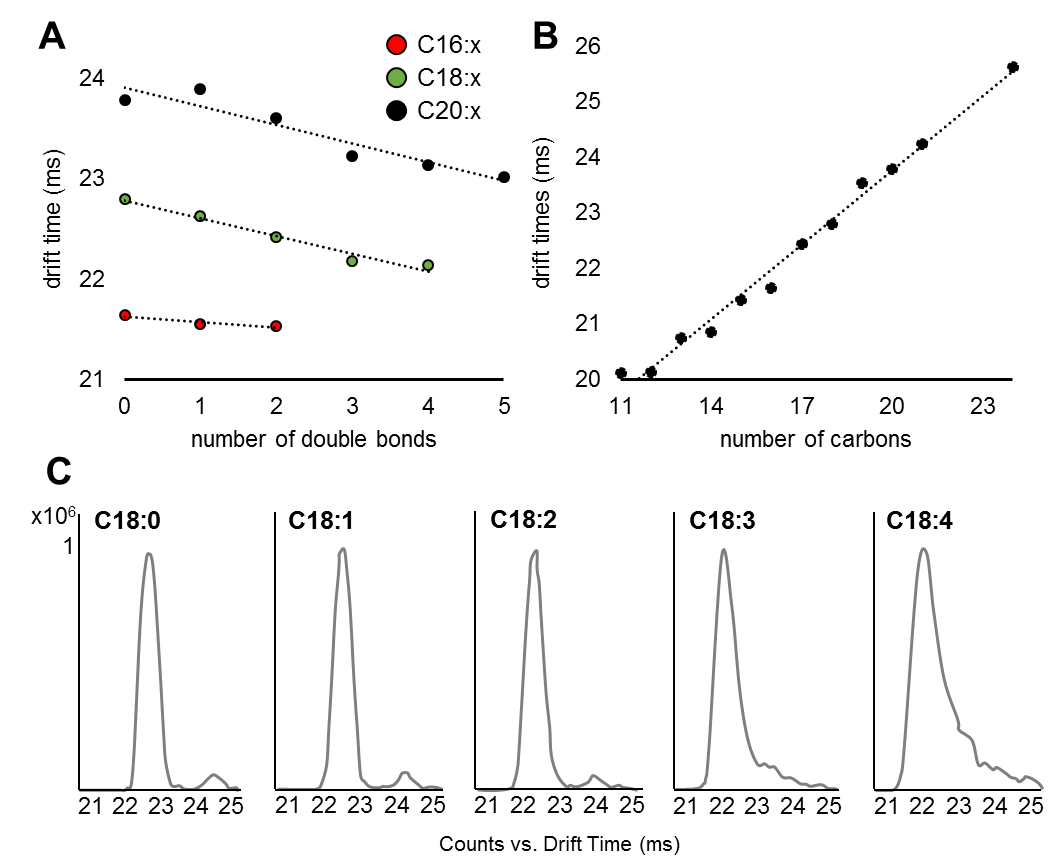 A
C16:x
C18:x
C20:x
24
23
22
21
drift time (ms)
0 1 2 3 4 5
number of double bonds
B
26
25
24
23
22
21
20
drift times (ms)
11 14 17 20 23
number of carbons
C
x10⁶
1
C18:0 C18:1 C18:2 C18:3 C18:4
21 22 23 24 25 21 22 23 24 25 21 22 23 24 25 21 22 23 24 25 21 22 23 24 25
Counts vs. Drift Time (ms)